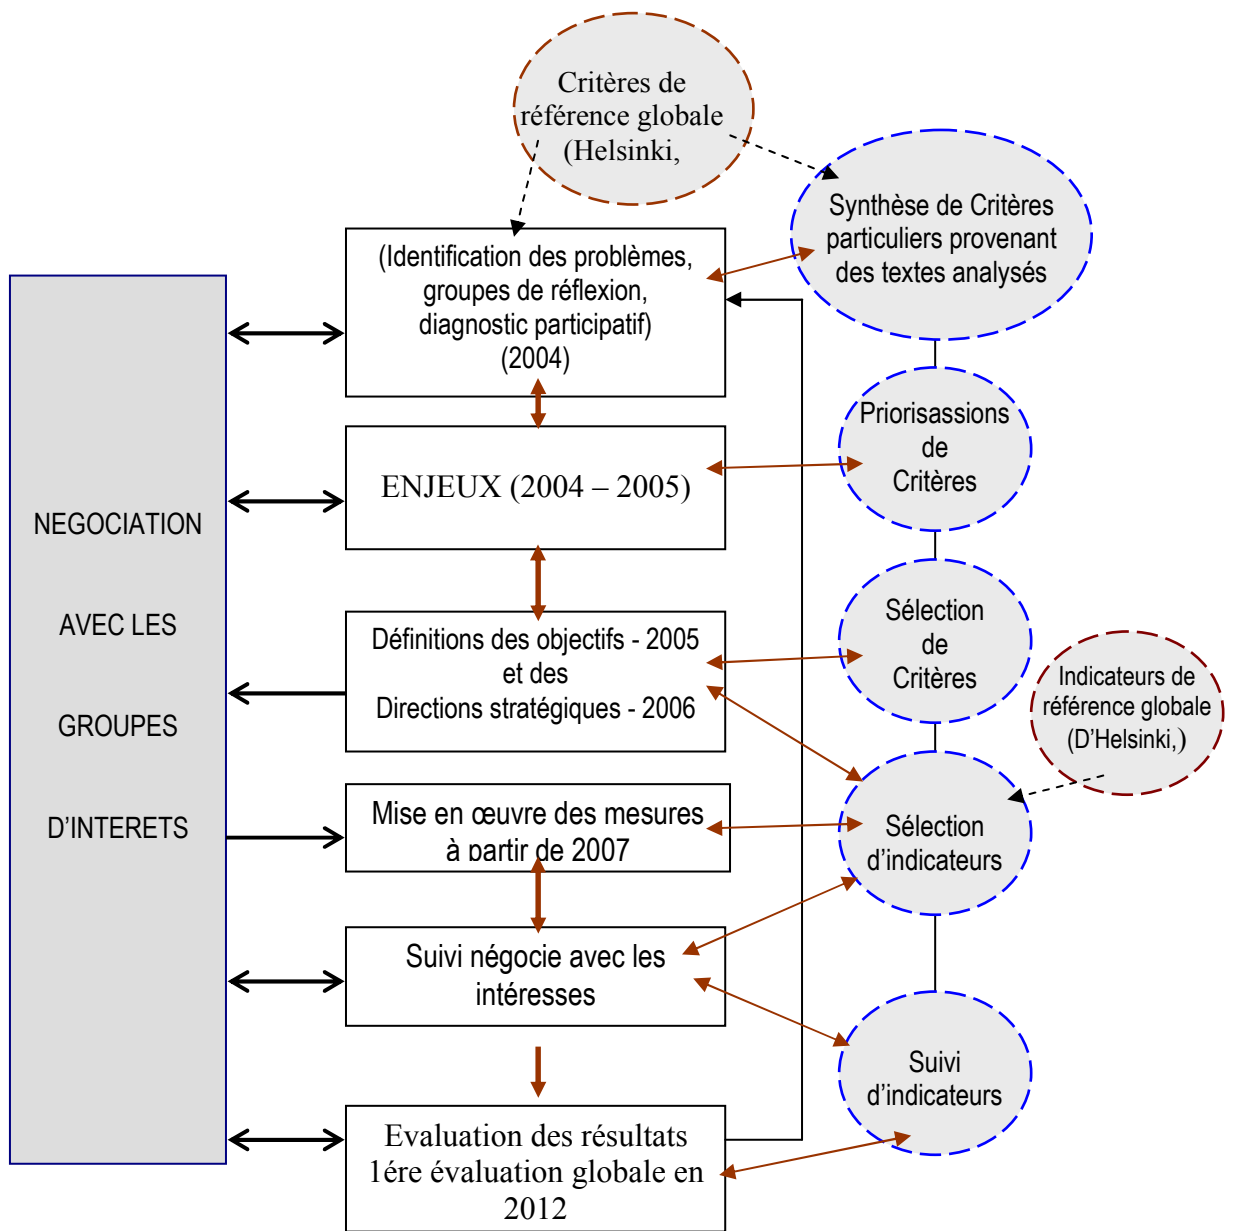 Critères de
référence globale
(Helsinki,
Synthèse de Critères
particuliers provenant
des textes analysés
(Identification des problèmes,
groupes de réflexion,
diagnostic participatif)
(2004)
Priorisassions
de
Critères
ENJEUX (2004 – 2005)
NEGOCIATION
AVEC LES
GROUPES
D'INTERETS
Sélection
de
Critères
Définitions des objectifs - 2005
et des
Directions stratégiques - 2006
Indicateurs de
référence globale
(D'Helsinki,)
Mise en œuvre des mesures
à partir de 2007
Sélection
d'indicateurs
Suivi négocie avec les
intéresses
Suivi
d'indicateurs
Evaluation des résultats
1ére évaluation globale en
2012